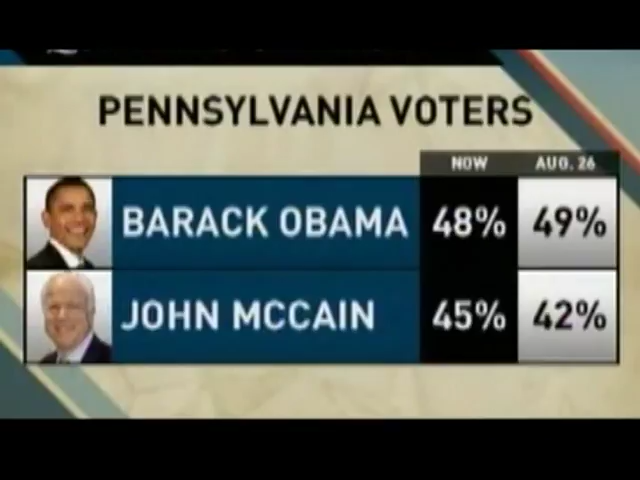 PENNSYLVANIA VOTERS
NOW AUG. 26
BARACK OBAMA 48% 49%
JOHN MCCAIN 45% 42%